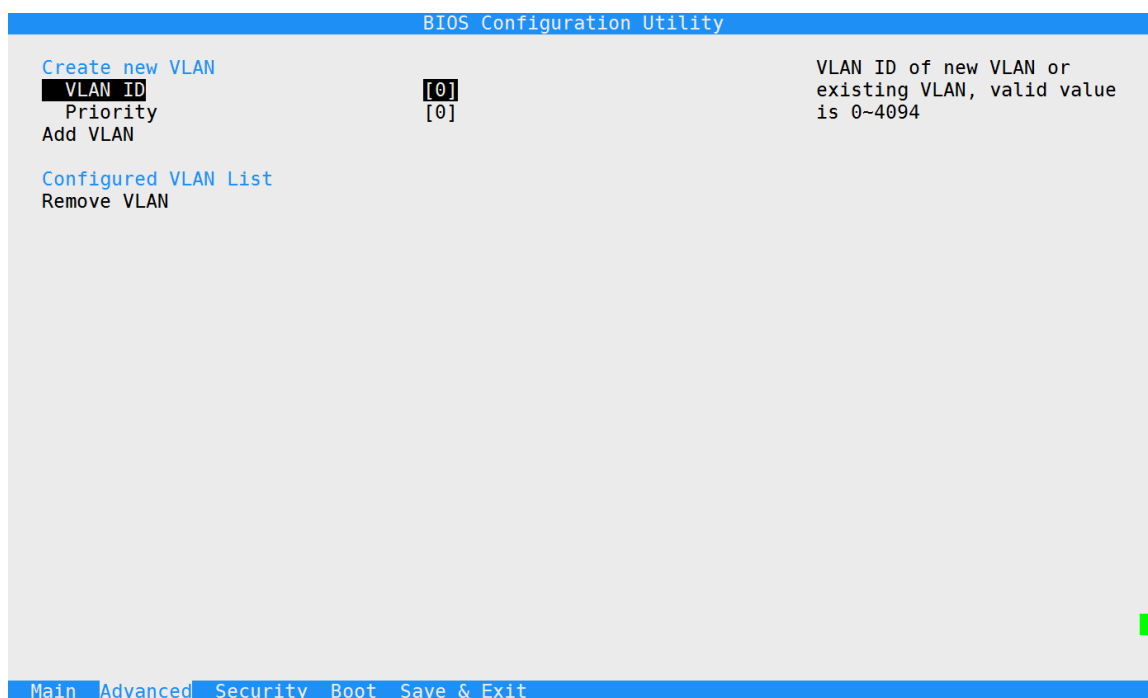 BIOS Configuration Utility
Create new VLAN
VLAN ID [0]
Priority [0]
Add VLAN
Configured VLAN List
Remove VLAN
VLAN ID of new VLAN or
existing VLAN, valid value
is 0~4094
Main Advanced Security Boot Save & Exit